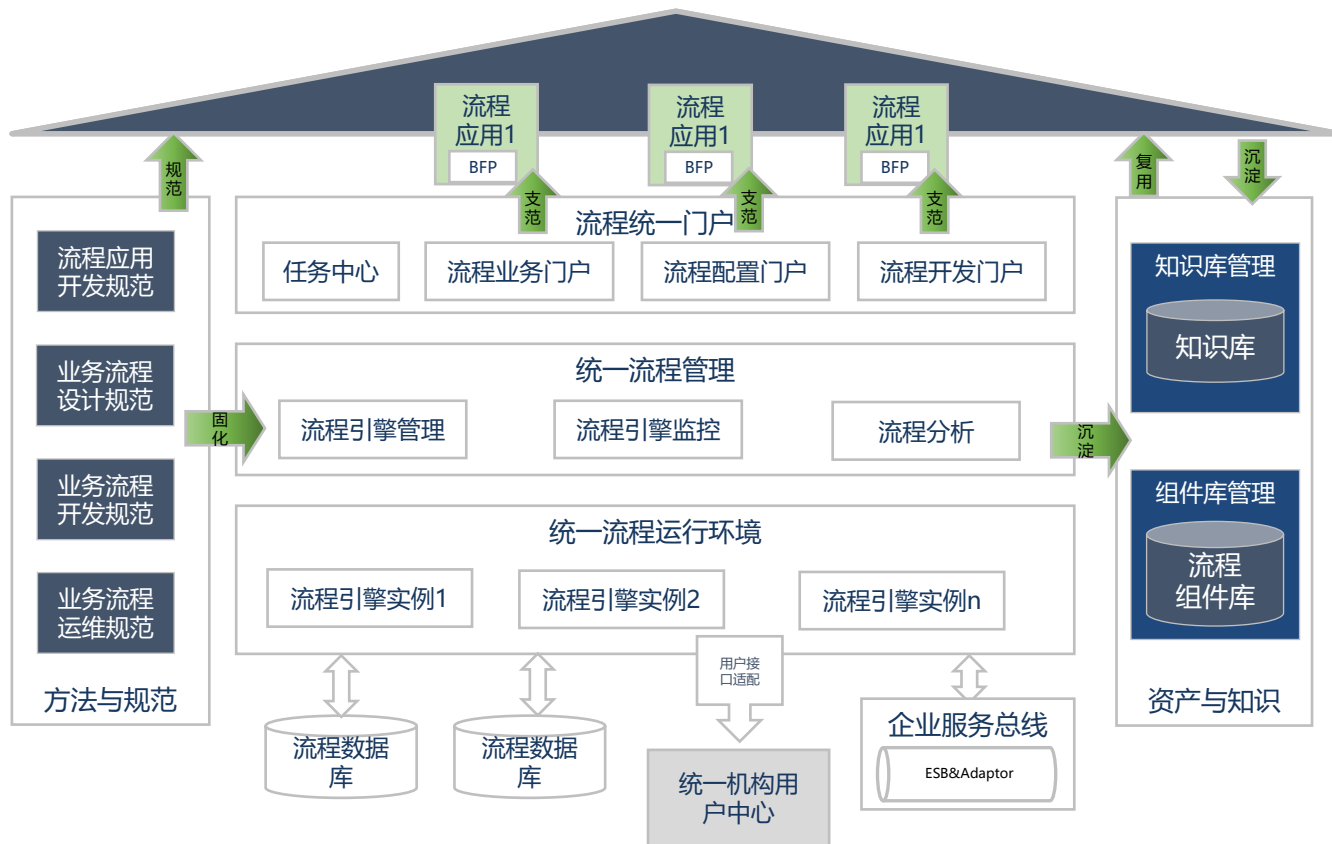 流程
应用1
BFP
流程
应用1
BFP
流程
应用1
BFP
规
范
支
范
支
范
支
范
复
用
沉
淀
流程应用
开发规范
业务流程
设计规范
业务流程
开发规范
业务流程
运维规范
方法与规范
固
化
流程统一门户
任务中心
流程业务门户
流程配置门户
流程开发门户
统一流程管理
流程引擎管理
流程引擎监控
流程分析
沉
淀
统一流程运行环境
流程引擎实例1
流程引擎实例2
流程引擎实例n
用户接
口适配
流程数据
库
流程数据
库
统一机构用
户中心
企业服务总线
ESB&Adaptor
知识库管理
知识库
组件库管理
流程
组件库
资产与知识